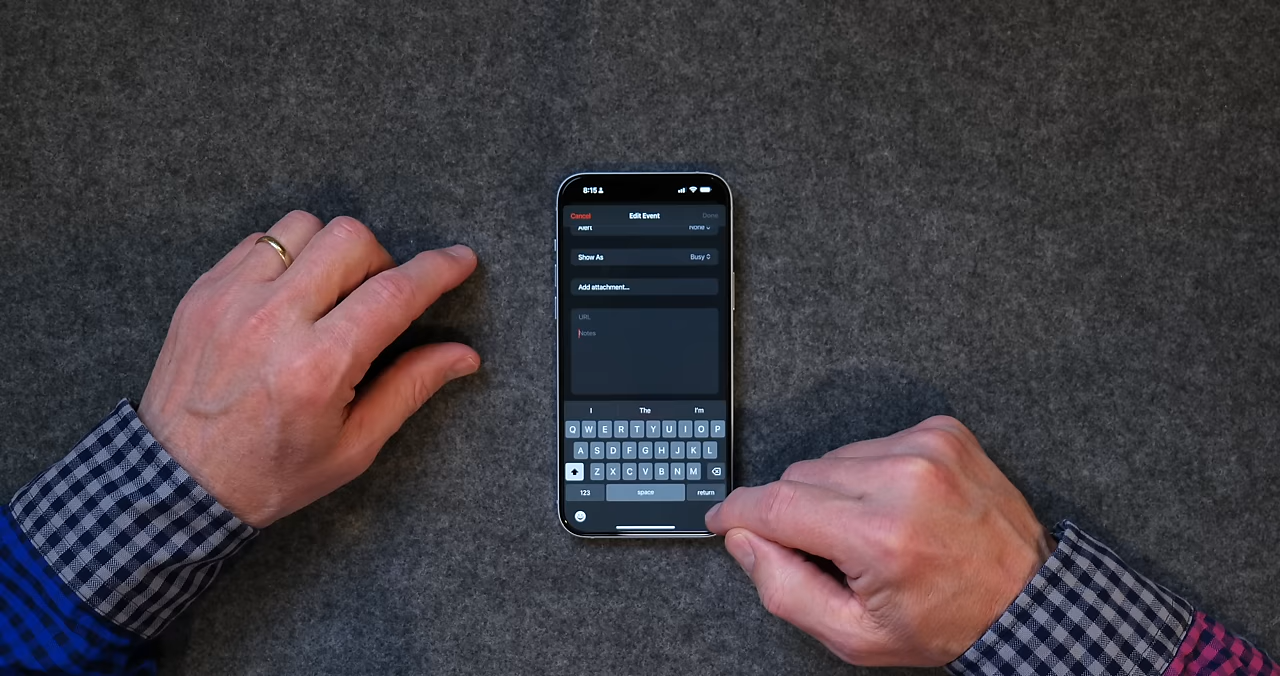 8:15
Cancel Edit Event Done
Alert None
Show As Busy
Add attachment...
URL
Notes
I The I'm
Q W E R T Y U I O P
A S D F G H J K L
Z X C V B N M
123 space return